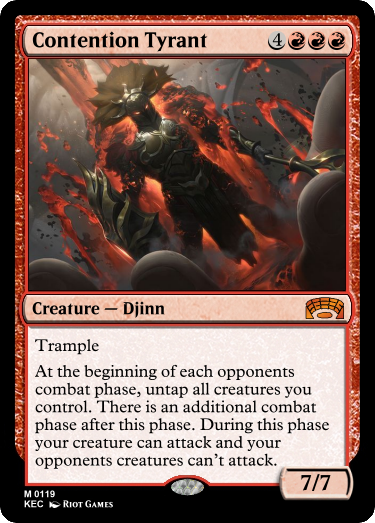 Contention Tyrant 4
Creature — Djinn
Trample
At the beginning of each opponents
combat phase, untap all creatures you
control. There is an additional combat
phase after this phase. During this phase
your creature can attack and your
opponents creatures can't attack.
7/7
M 0119
KEC Riot Games